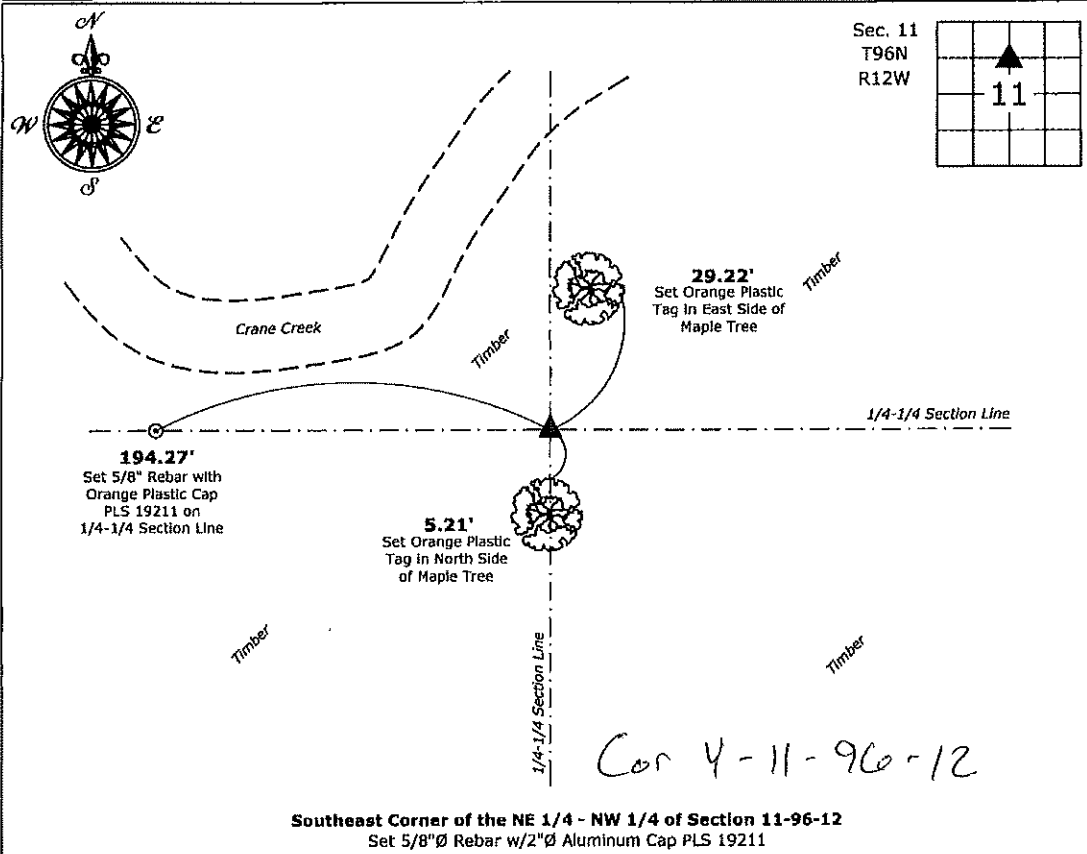 N
W
E
S
Sec. 11
T96N
R12W
11
29.22'
Set Orange Plastic
Tag in East Side of
Maple Tree
Timber
Crane Creek
Timber
1/4-1/4 Section Line
194.27'
Set 5/8" Rebar with
Orange Plastic Cap
PLS 19211 on
1/4-1/4 Section Line
5.21'
Set Orange Plastic
Tag in North Side
of Maple Tree
Timber
Timber
1/4-1/4 Section Line
Cor Y-11-96-12
Southeast Corner of the NE 1/4 - NW 1/4 of Section 11-96-12
Set 5/8"Ø Rebar w/2"Ø Aluminum Cap PLS 19211